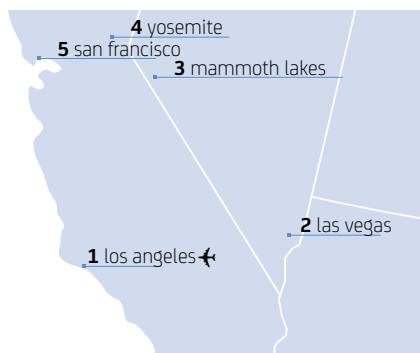 4 yosemite
5 san francisco
3 mammoth lakes
2 las vegas
1 los angeles